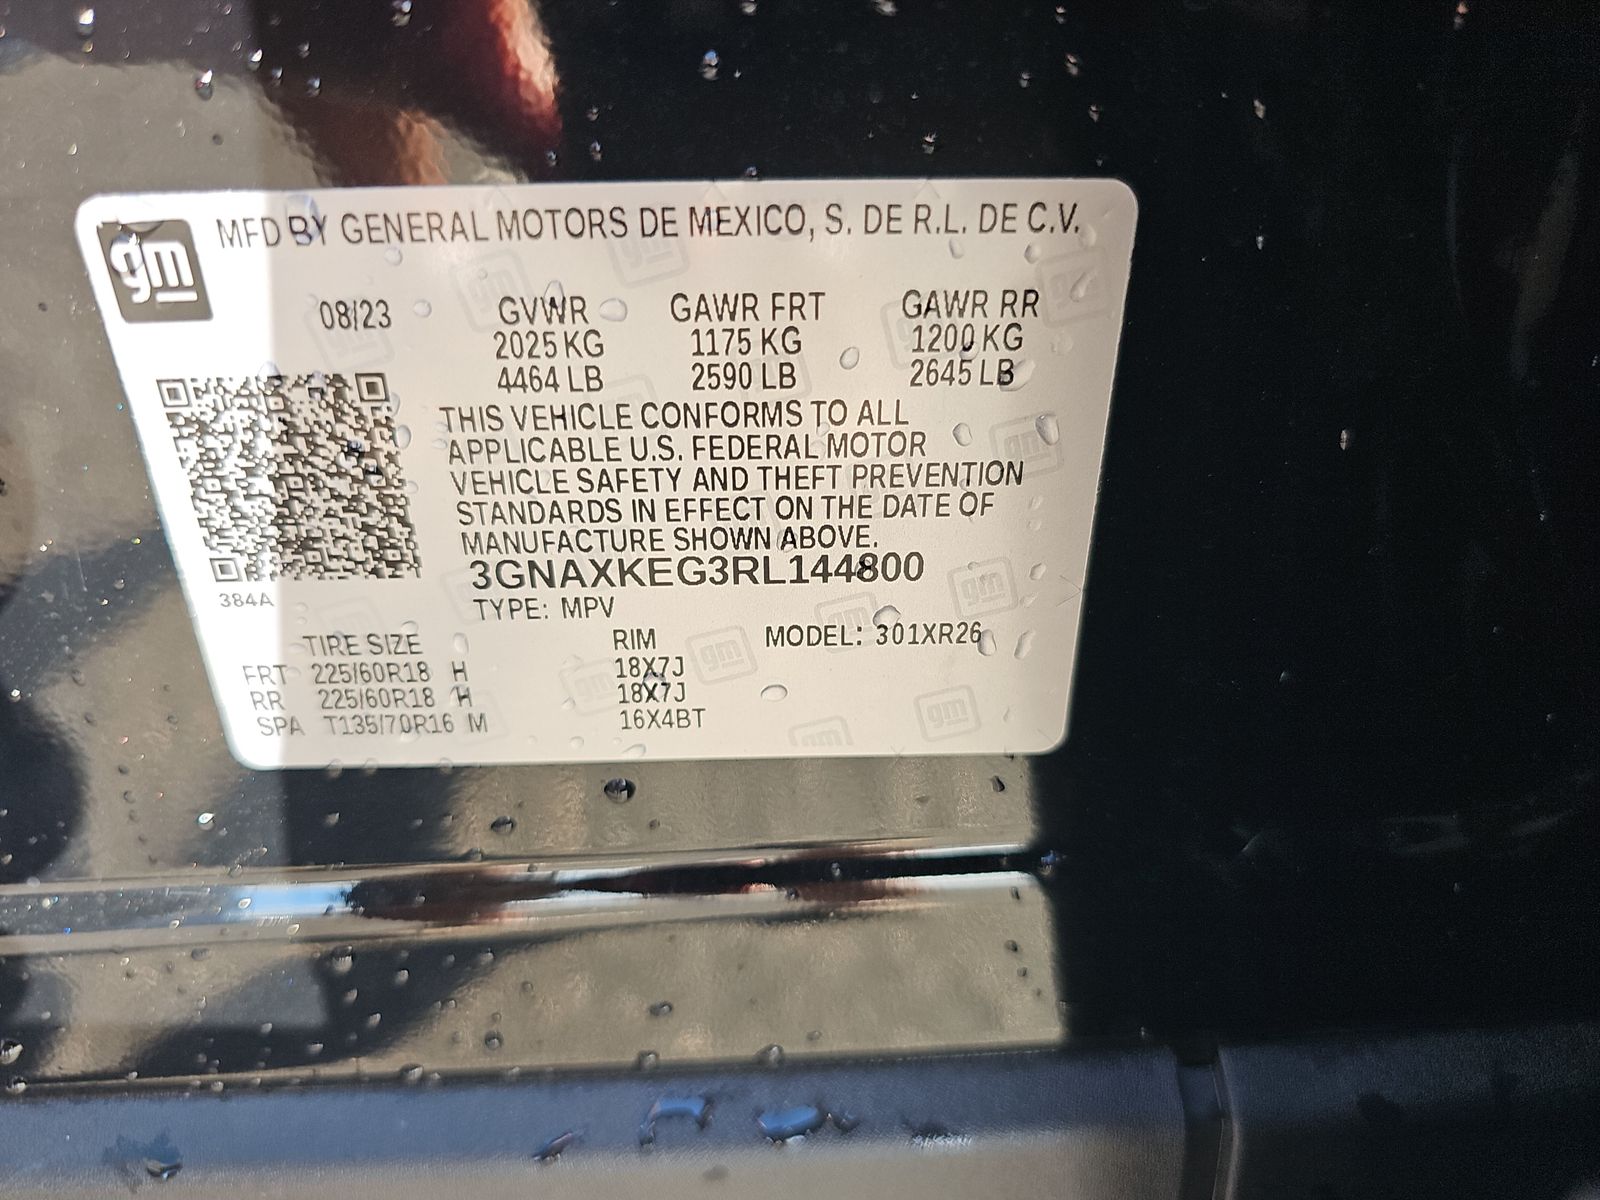 gm
MFD BY GENERAL MOTORS DE MEXICO, S. DE R.L. DE C.V.
08/23 GVWR GAWR FRT GAWR RR
2025 KG 1175 KG 1200 KG
4464 LB 2590 LB 2645 LB
THIS VEHICLE CONFORMS TO ALL
APPLICABLE U.S. FEDERAL MOTOR
VEHICLE SAFETY AND THEFT PREVENTION
STANDARDS IN EFFECT ON THE DATE OF
MANUFACTURE SHOWN ABOVE.
3GNAXKEG3RL144800
384A
TYPE: MPV
TIRE SIZE RIM MODEL: 301XR26
FRT 225/60R18 H 18X7J
RR 225/60R18 H 18X7J
SPA T135/70R16 M 16X4BT